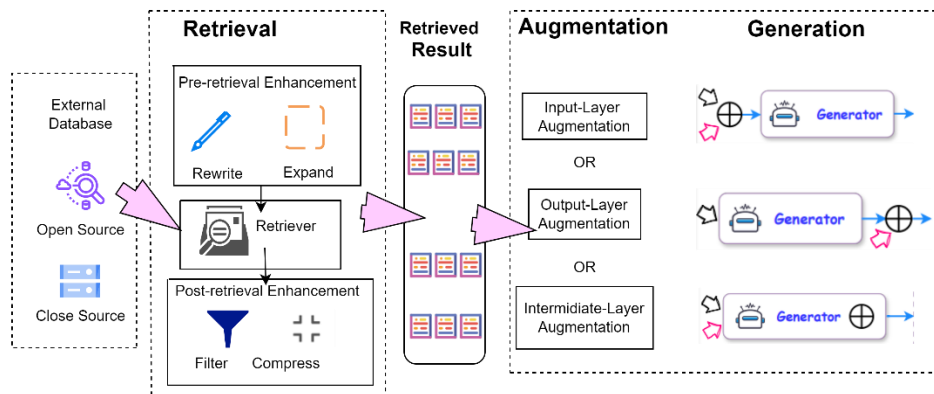 Retrieval
Retrieved
Result
Augmentation
Generation
External
Database
Open Source
Close Source
Pre-retrieval Enhancement
Rewrite
Expand
Retriever
Post-retrieval Enhancement
Filter
Compress
Input-Layer
Augmentation
OR
Output-Layer
Augmentation
OR
Intermidiate-Layer
Augmentation
Generator
Generator
Generator